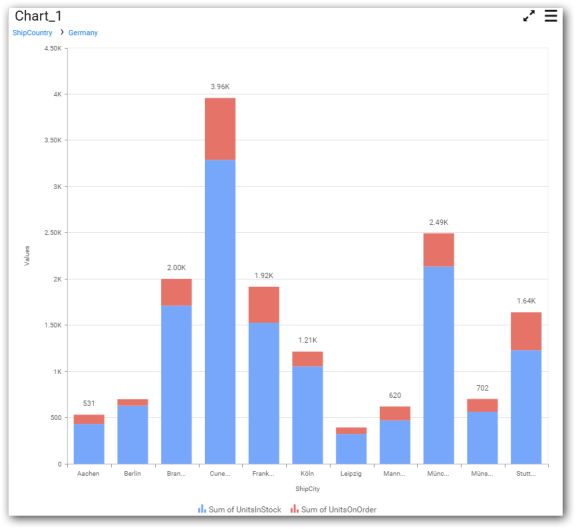 Chart_1
ShipCountry > Germany
4.50K
4K
3.50K
3K
2.50K
2K
1.50K
1K
500
0
Values
531
2.00K
3.96K
1.92K
1.21K
620
2.49K
702
1.64K
Aachen Berlin Bran... Cune... Frank... Köln Leipzig Mann... Münc... Müns... Stutt...
ShipCity
Sum of UnitsInStock Sum of UnitsOnOrder